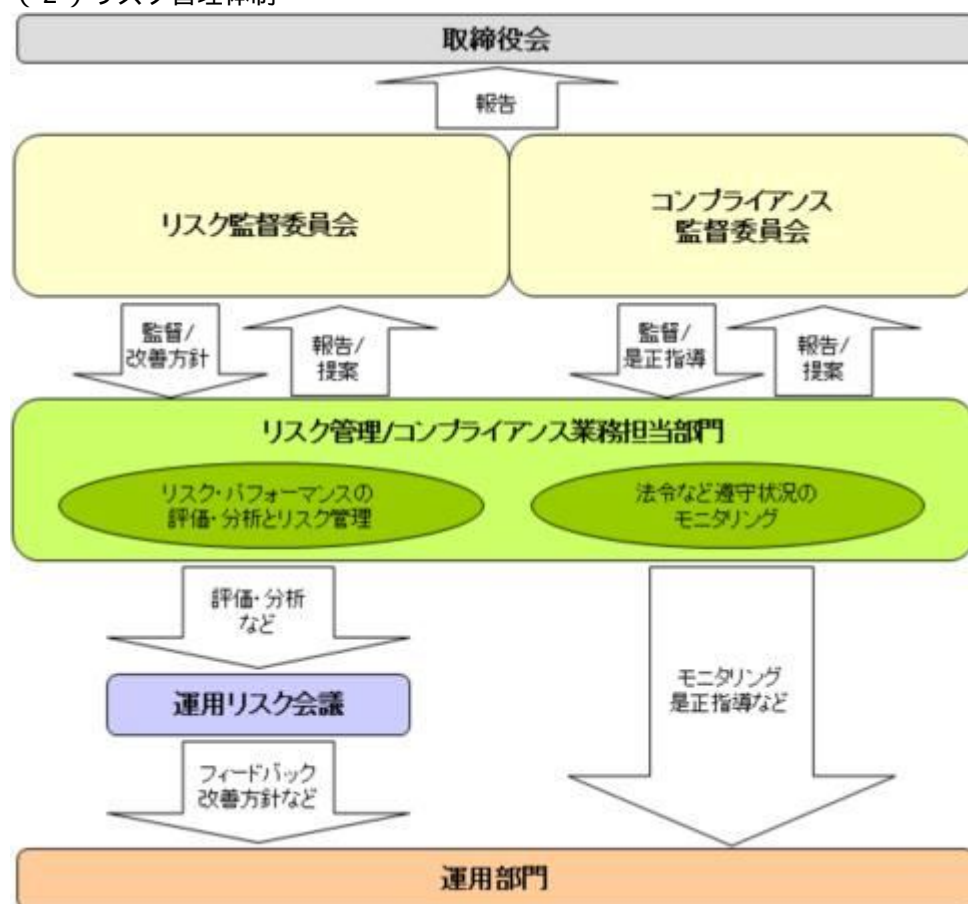 (2)リスク管理体制
取締役会
報告
リスク監督委員会
コンプライアンス
監督委員会
監督/
改善方針
報告/
提案
監督/
是正指導
報告/
提案
リスク管理/コンプライアンス業務担当部門
リスク・パフォーマンスの
評価・分析とリスク管理
法令など遵守状況の
モニタリング
評価・分析
など
運用リスク会議
モニタリング
是正指導など
フィードバック
改善方針など
運用部門